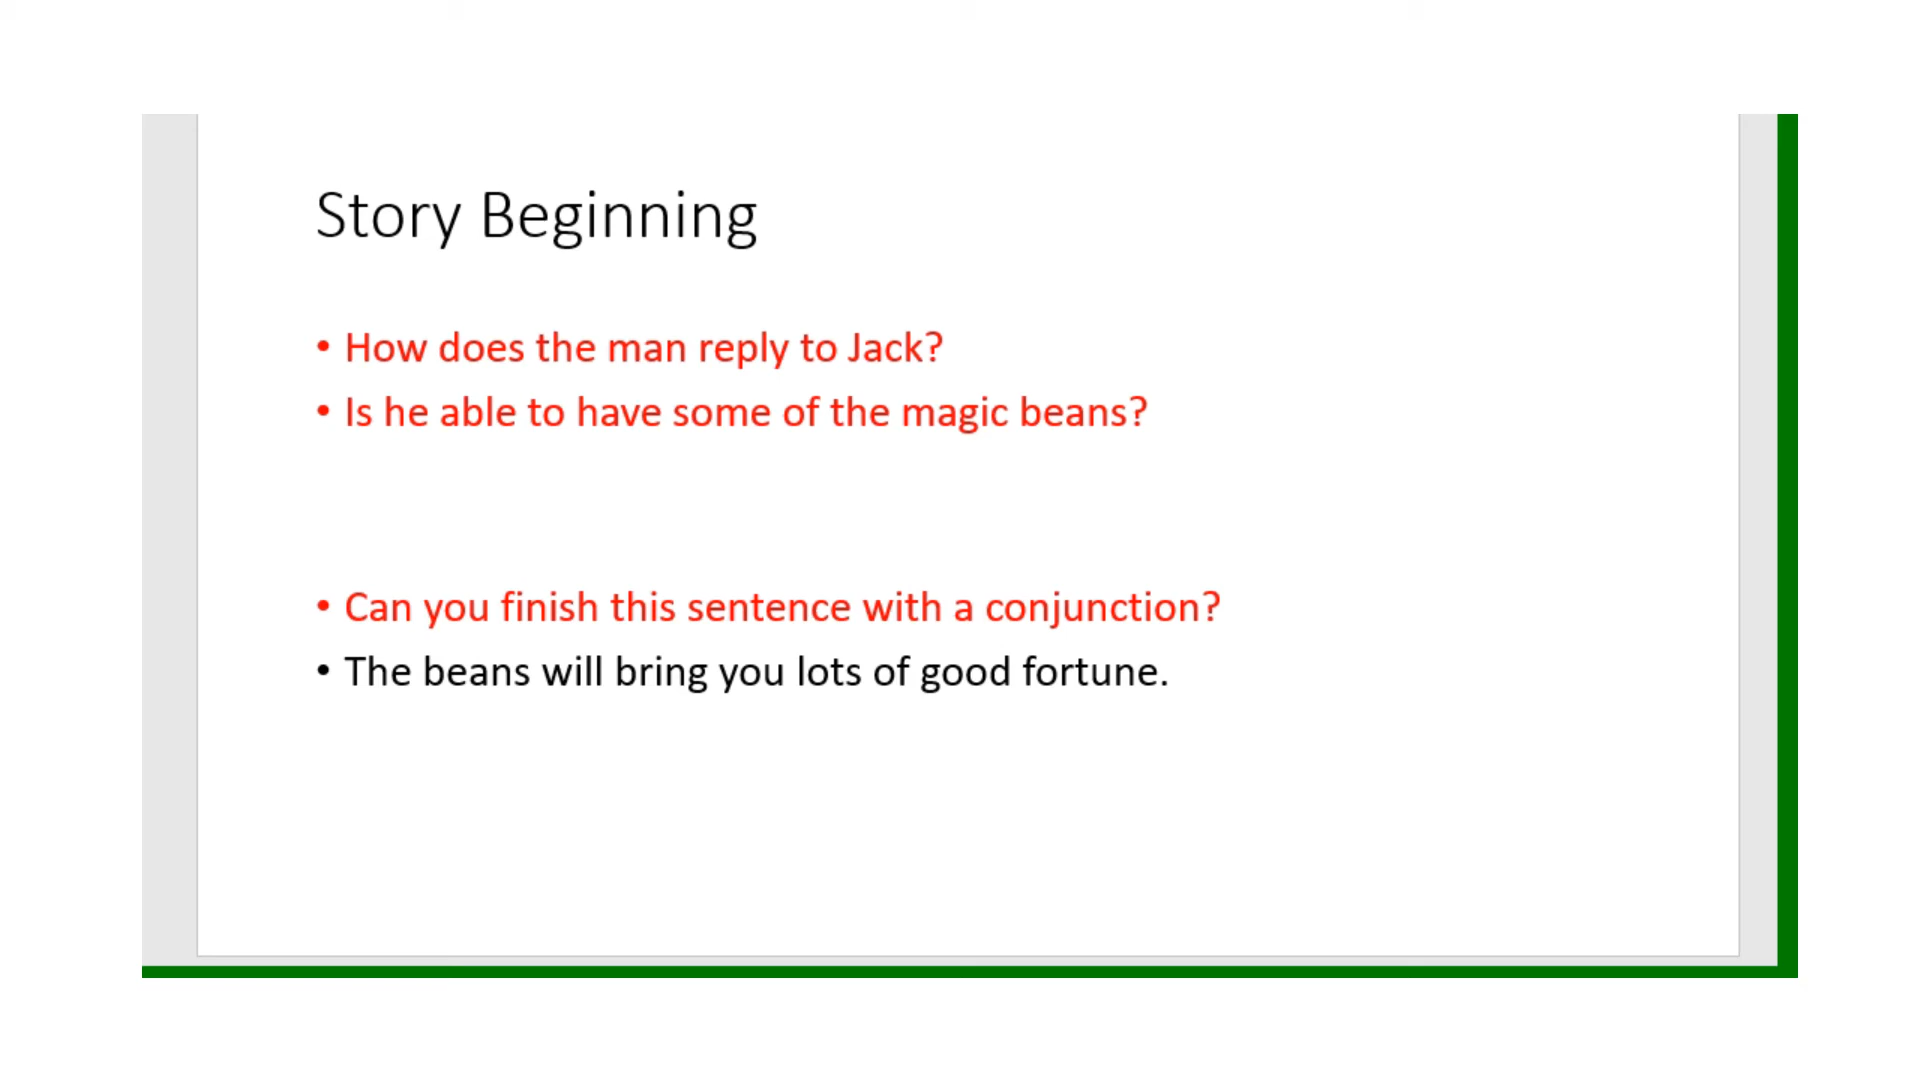 Story Beginning
• How does the man reply to Jack?
• Is he able to have some of the magic beans?
• Can you finish this sentence with a conjunction?
• The beans will bring you lots of good fortune.